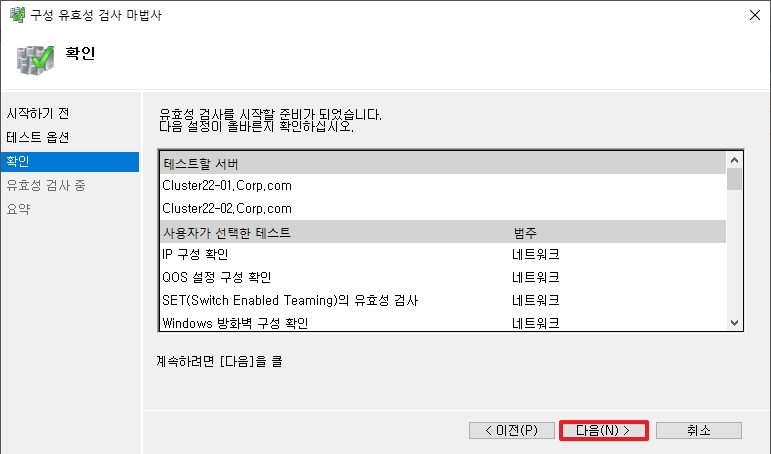 구성 유효성 검사 마법사
확인
시작하기 전
테스트 옵션
확인
유효성 검사 중
요약
유효성 검사를 시작할 준비가 되었습니다.
다음 설정이 올바른지 확인하십시오.
테스트할 서버
Cluster22-01.Corp.com
Cluster22-02.Corp.com
사용자가 선택한 테스트 범주
IP 구성 확인 네트워크
QOS 설정 구성 확인 네트워크
SET(Switch Enabled Teaming)의 유효성 검사 네트워크
Windows 방화벽 구성 확인 네트워크
계속하려면 [다음]을 클
< 이전(P) 다음(N) > 취소